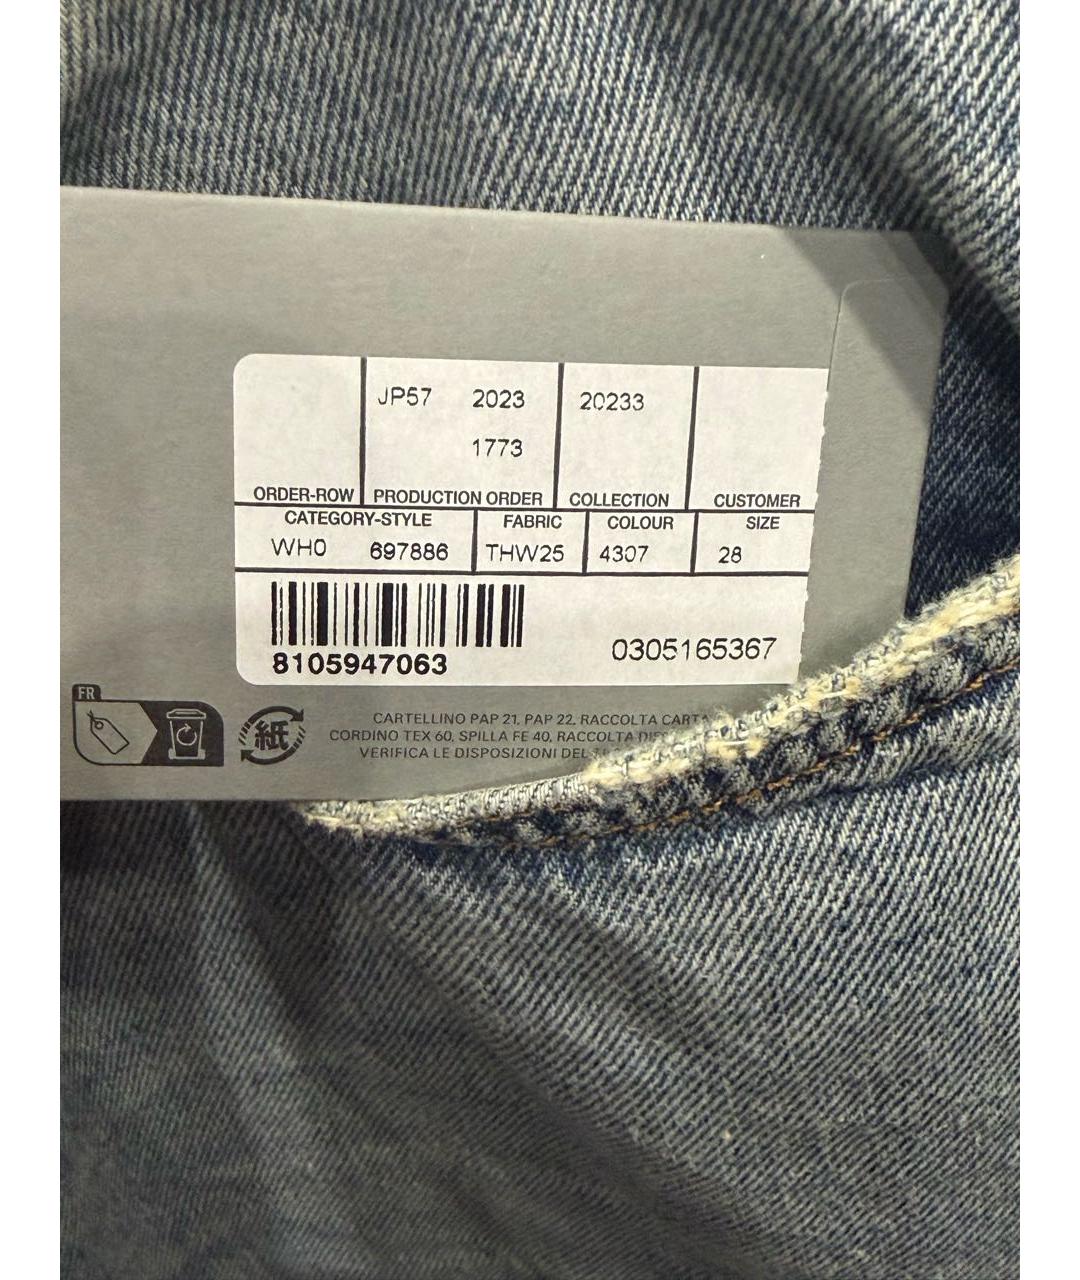 JP57 2023 20233
1773
ORDER-ROW PRODUCTION ORDER COLLECTION CUSTOMER
CATEGORY-STYLE FABRIC COLOUR SIZE
WH0 697886 THW25 4307 28
8105947063 0305165367
FR
紙
CARTELLINO PAP 21, PAP 22, RACCOLTA CARTA
CORDINO TEX 60, SPILLA FE 40, RACCOLTA
VERIFICA LE DISPOSIZIONI DEL